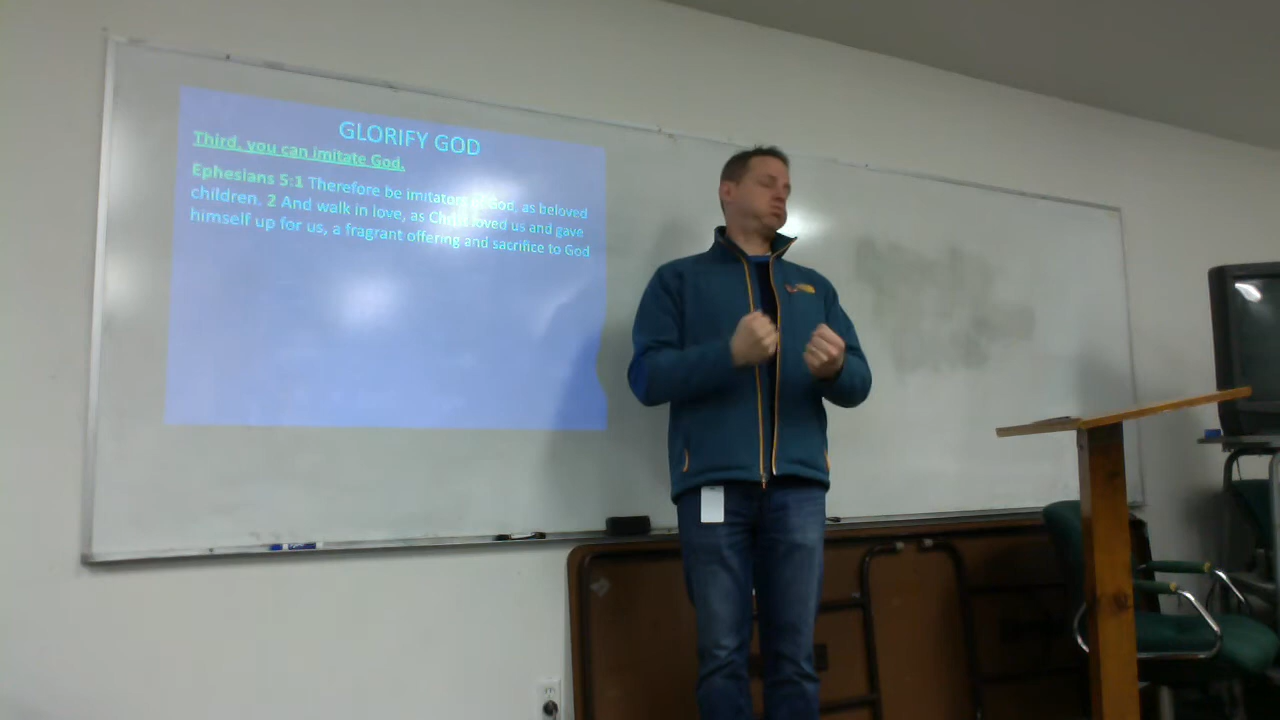 GLORIFY GOD
Third, you can imitate God.
Ephesians 5:1 Therefore be imitators God, as beloved
children. 2 And walk in love, as Christ loved us and gave
himself up for us, a fragrant offering and sacrifice to God